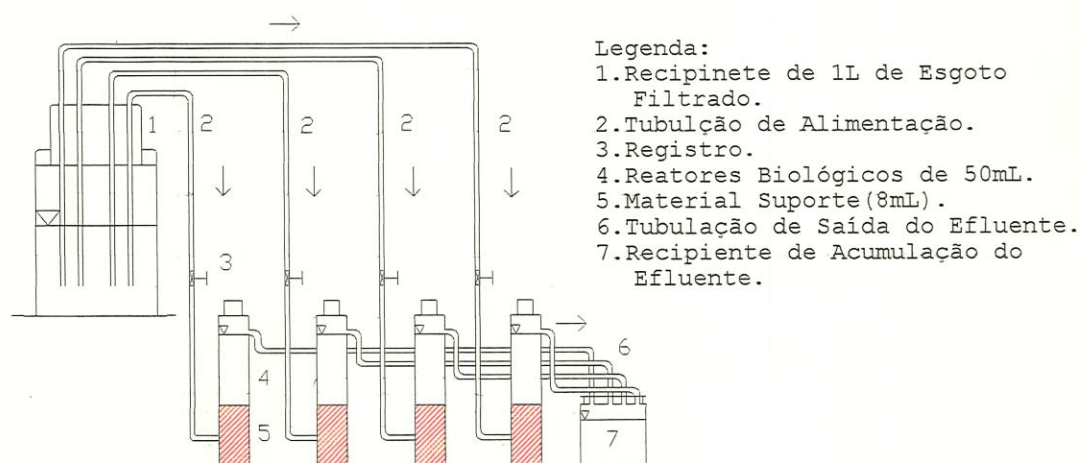 Legenda:
1.Recipinete de 1L de Esgoto
Filtrado.
2.Tubulção de Alimentação.
3.Registro.
4.Reatores Biológicos de 50mL.
5.Material Suporte(8mL).
6.Tubulação de Saída do Efluente.
7.Recipiente de Acumulação do
Efluente.
1 2 2 2 2
3
4
5
6
7